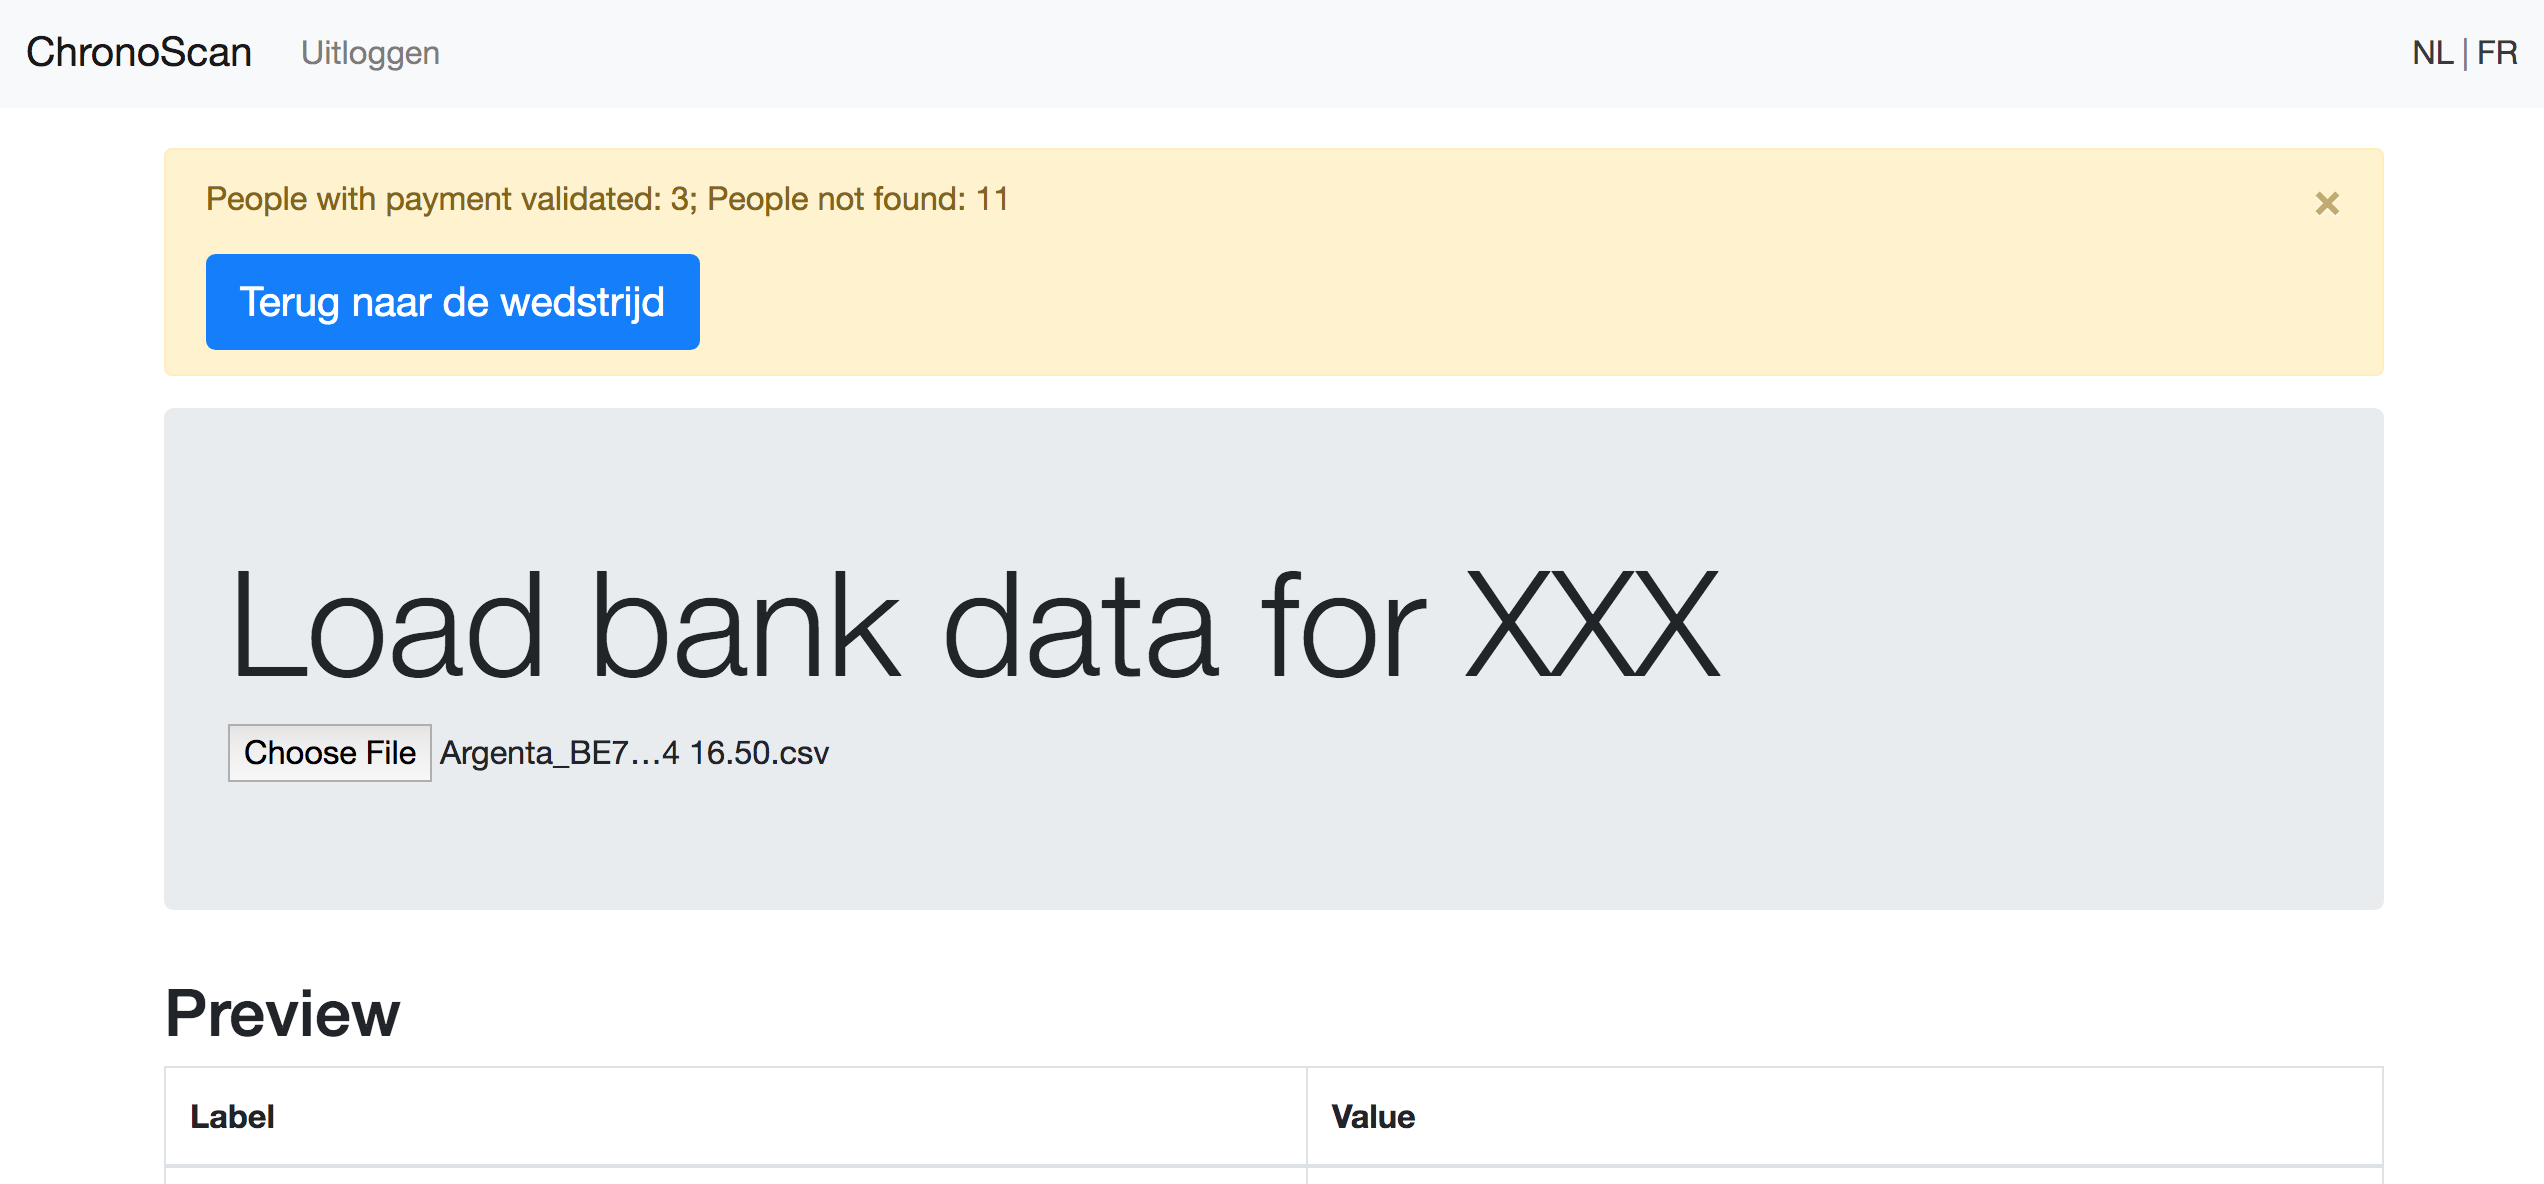 ChronoScan Uitloggen NL | FR
People with payment validated: 3; People not found: 11
×
Terug naar de wedstrijd
Load bank data for XXX
Choose File Argenta_BE7...4 16.50.csv
Preview
Label Value